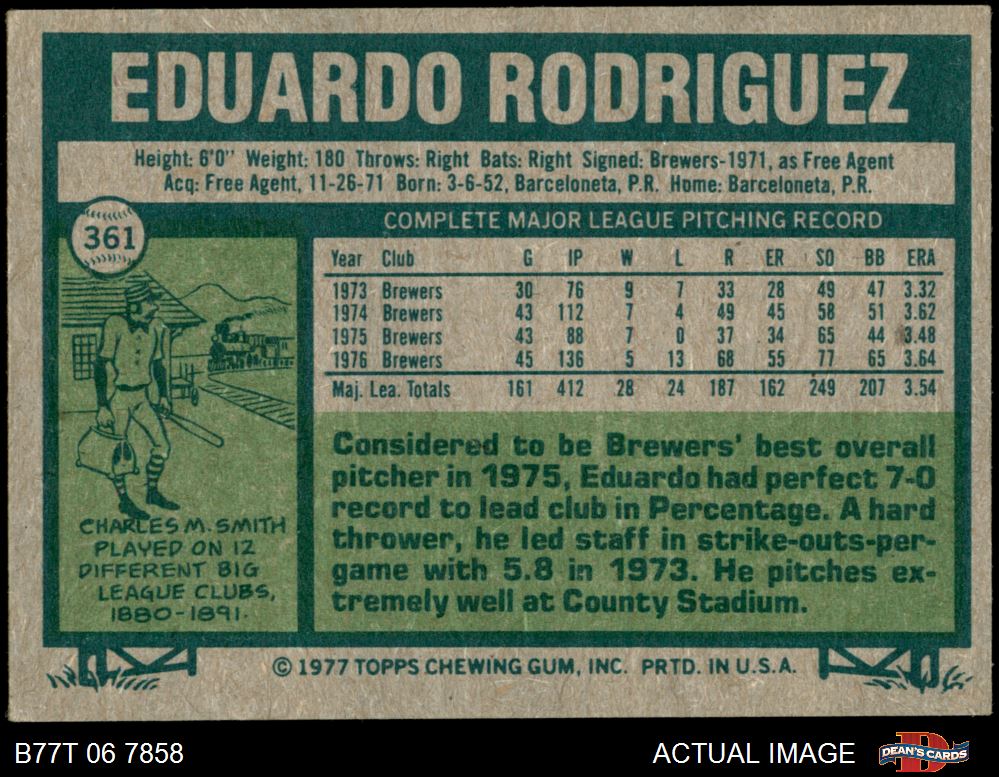 EDUARDO RODRIGUEZ
Height: 6'0" Weight: 180 Throws: Right Bats: Right Signed: Brewers-1971, as Free Agent
Acq: Free Agent, 11-26-71 Born: 3-6-52, Barceloneta, P.R. Home: Barceloneta, P.R.
361
COMPLETE MAJOR LEAGUE PITCHING RECORD
Year Club G IP W L R ER SO BB ERA
1973 Brewers 30 76 9 7 33 28 49 47 3.32
1974 Brewers 43 112 7 4 49 45 58 51 3.62
1975 Brewers 43 88 7 0 37 34 65 44 3.48
1976 Brewers 45 136 5 13 68 55 77 65 3.64
Maj. Lea. Totals 161 412 28 24 187 162 249 207 3.54
CHARLES M. SMITH
PLAYED ON 12
DIFFERENT BIG
LEAGUE CLUBS,
1880-1891.
Considered to be Brewers' best overall
pitcher in 1975, Eduardo had perfect 7-0
record to lead club in Percentage. A hard
thrower, he led staff in strike-outs-per-
game with 5.8 in 1973. He pitches ex-
tremely well at County Stadium.
© 1977 TOPPS CHEWING GUM, INC. PRTD. IN U.S.A.
B77T 06 7858
ACTUAL IMAGE
D
DEAN'S CARDS